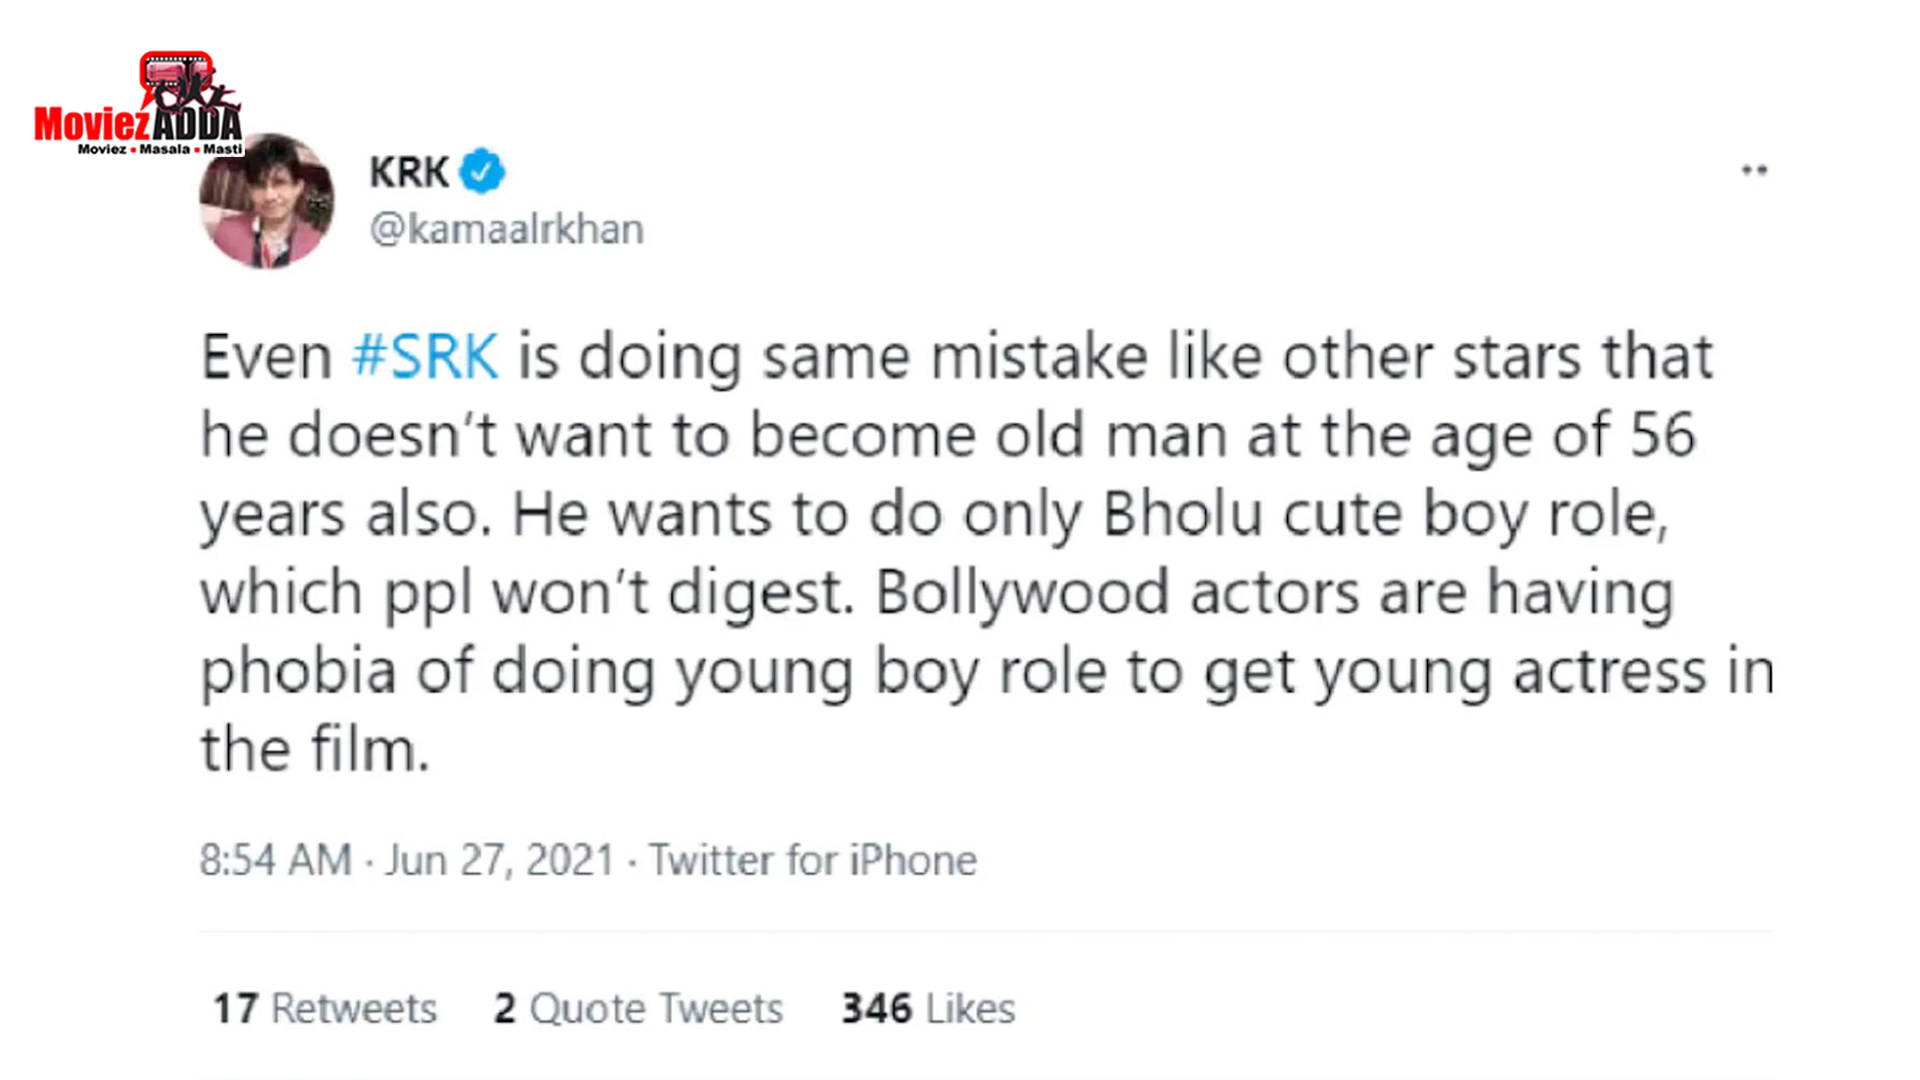 MoviezADDA
Moviez • Masala • Masti
KRK
@kamaalrkhan
Even #SRK is doing same mistake like other stars that
he doesn't want to become old man at the age of 56
years also. He wants to do only Bholu cute boy role,
which ppl won't digest. Bollywood actors are having
phobia of doing young boy role to get young actress in
the film.
8:54 AM · Jun 27, 2021 · Twitter for iPhone
17 Retweets 2 Quote Tweets 346 Likes